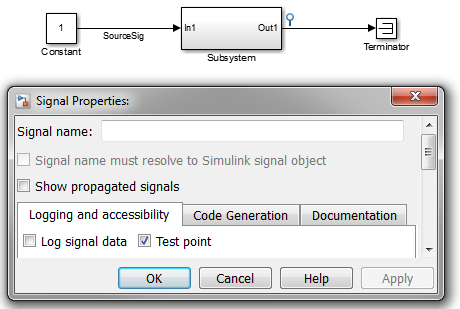 1
Constant
SourceSig
In1
Out1
Subsystem
Terminator
Signal Properties:
Signal name:
Signal name must resolve to Simulink signal object
Show propagated signals
Logging and accessibility Code Generation Documentation
Log signal data Test point
OK Cancel Help Apply